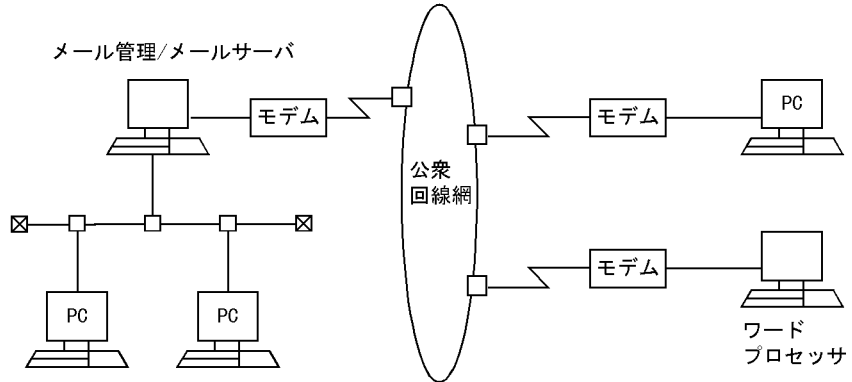 メール管理/メールサーバ
モデム
モデム
PC
公衆
回線網
モデム
PC
PC
ワード
プロセッサ